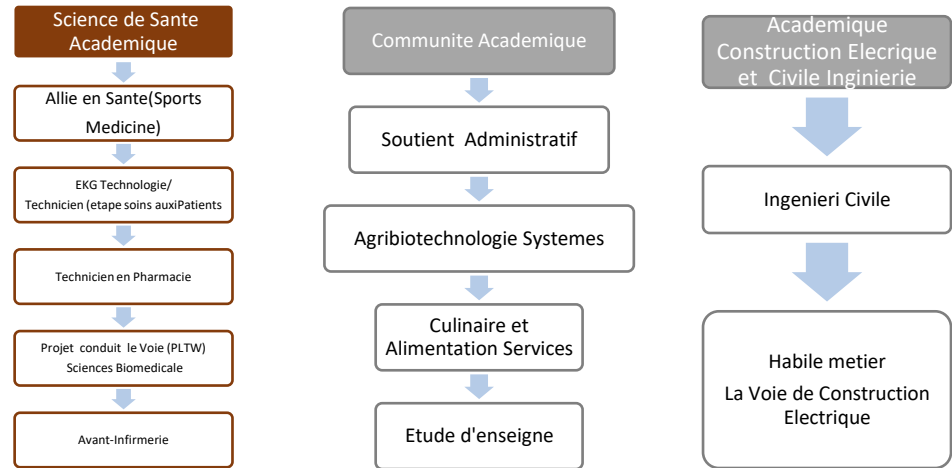 Science de Sante
Academique
Allie en Sante(Sports
Medicine)
EKG Technologie/
Technicien (etape soins auxiPatients
Technicien en Pharmacie
Projet conduit le Voie (PLTW)
Sciences Biomedicale
Avant-Infirmerie
Communite Academique
Soutient Administratif
Agribiotechnologie Systemes
Culinaire et
Alimentation Services
Etude d'enseigne
Academique
Construction Elecrique
et Civile Inginierie
Ingenieri Civile
Habile metier
La Voie de Construction
Electrique